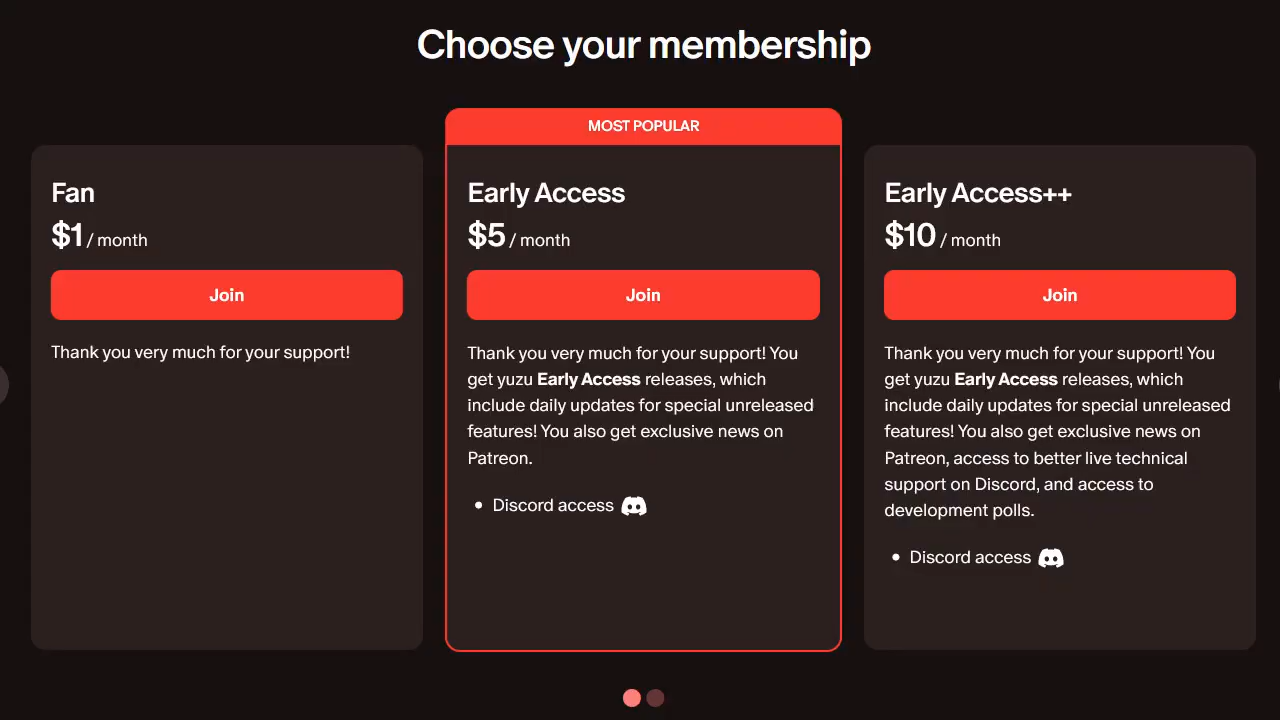 Choose your membership
MOST POPULAR
Fan
$1 / month
Join
Thank you very much for your support!
Early Access
$5 / month
Join
Thank you very much for your support! You
get yuzu Early Access releases, which
include daily updates for special unreleased
features! You also get exclusive news on
Patreon.
Discord access
Early Access++
$10 / month
Join
Thank you very much for your support! You
get yuzu Early Access releases, which
include daily updates for special unreleased
features! You also get exclusive news on
Patreon, access to better live technical
support on Discord, and access to
development polls.
Discord access